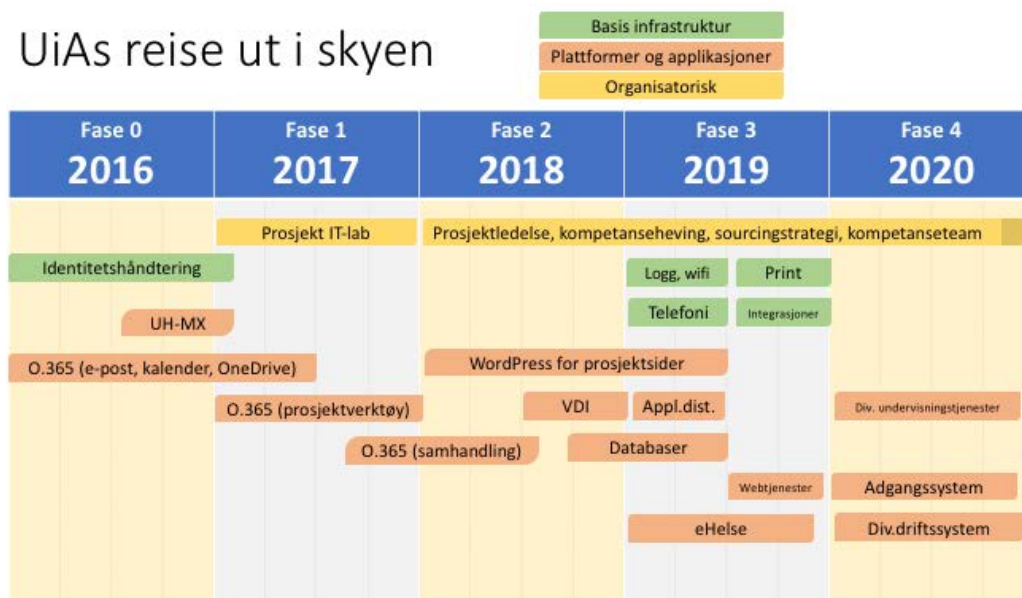 UiAs reise ut i skyen
Basis infrastruktur
Plattformer og applikasjoner
Organisatorisk
Fase 0
2016
Fase 1
2017
Fase 2
2018
Fase 3
2019
Fase 4
2020
Prosjekt IT-lab
Prosjektledelse, kompetanseheving, sourcingstrategi, kompetanseteam
Identitetshåndtering
Logg, wifi
Print
UH-MX
Telefoni
Integrasjoner
O.365 (e-post, kalender, OneDrive)
WordPress for prosjektsider
O.365 (prosjektverktøy)
VDI
Appl.dist.
Div. undervisningstjenester
O.365 (samhandling)
Databaser
Webtjenester
Adgangssystem
eHelse
Div.driftssystem